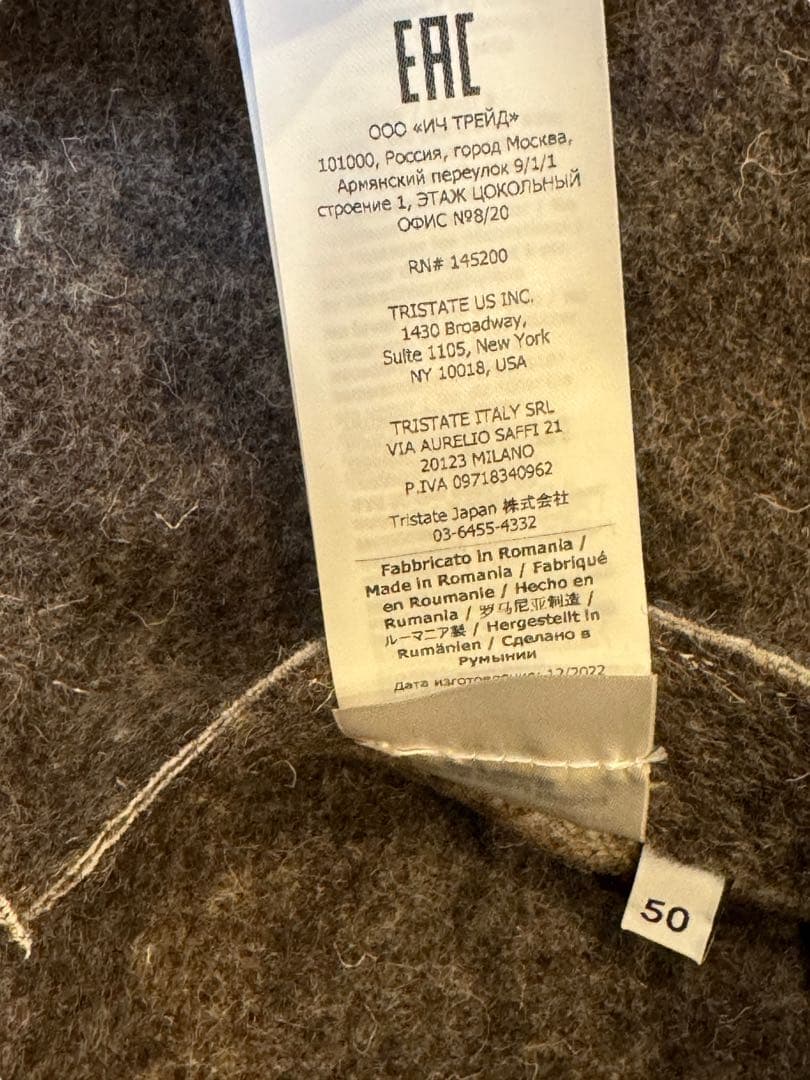 EAC
ООО «ИЧ ТРЕЙД»
101000, Россия, город Москва,
Армянский переулок 9/1/1
строение 1, ЭТАЖ ЦОКОЛЬНЫЙ
ОФИС №8/20
RN# 145200
TRISTATE US INC.
1430 Broadway,
Suite 1105, New York
NY 10018, USA
TRISTATE ITALY SRL
VIA AURELIO SAFFI 21
20123 MILANO
P.IVA 09718340962
Tristate Japan 株式会社
03-6455-4332
Fabbricato in Romania /
Made in Romania / Fabriqué
en Roumanie / Hecho en
Rumania / 罗马尼亚制造 /
ルーマニア製 / Hergestellt in
Rumänien / Сделано в
Румынии
Дата изготовления: 12/2022
50